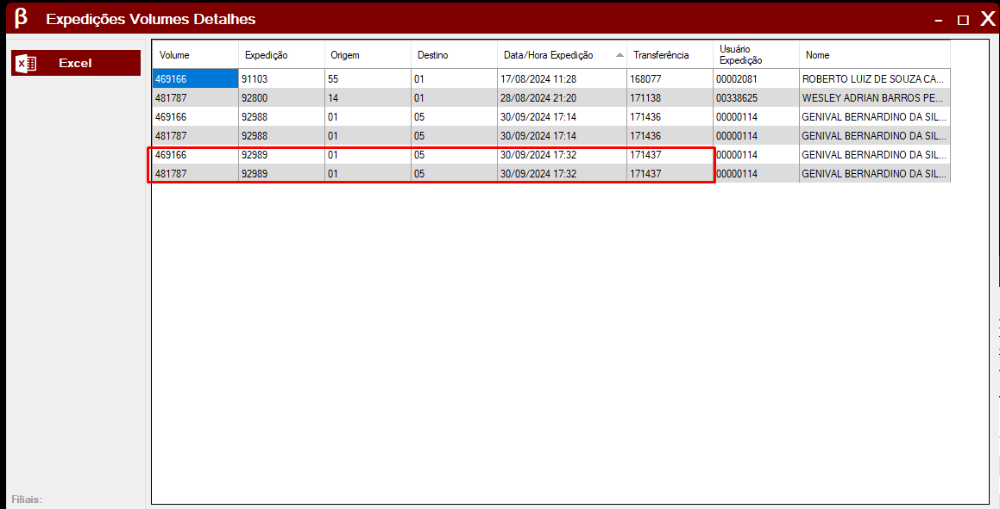 β Expedições Volumes Detalhes
Excel
Volume Expedição Origem Destino Data/Hora Expedição Transferência Usuário Expedição Nome
469166 91103 55 01 17/08/2024 11:28 168077 00002081 ROBERTO LUIZ DE SOUZA CA...
481787 92800 14 01 28/08/2024 21:20 171138 00338625 WESLEY ADRIAN BARROS PE...
469166 92988 01 05 30/09/2024 17:14 171436 00000114 GENIVAL BERNARDINO DA SIL...
481787 92988 01 05 30/09/2024 17:14 171436 00000114 GENIVAL BERNARDINO DA SIL...
469166 92989 01 05 30/09/2024 17:32 171437 00000114 GENIVAL BERNARDINO DA SIL...
481787 92989 01 05 30/09/2024 17:32 171437 00000114 GENIVAL BERNARDINO DA SIL...
Filiais: